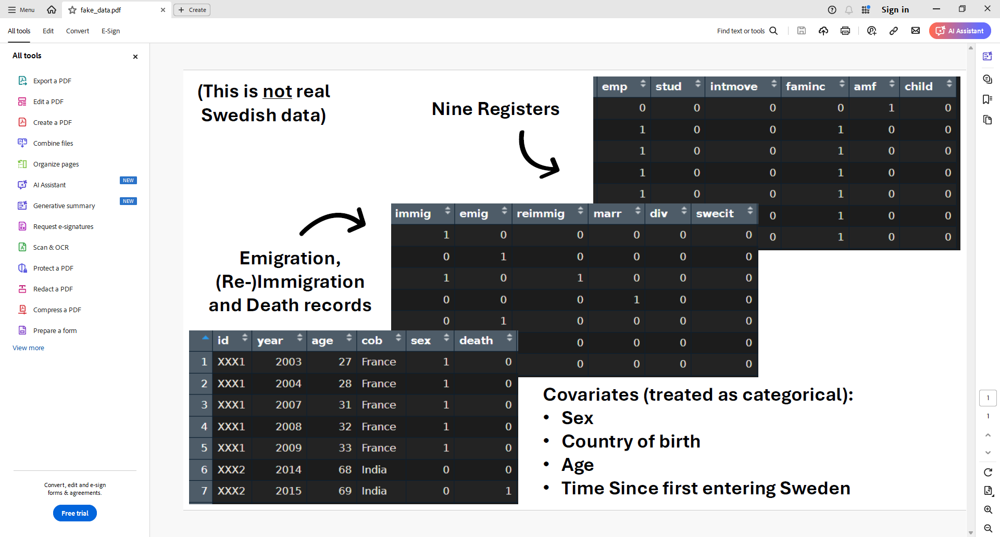 Menu
fake_data.pdf
Create
Sign in
All tools Edit Convert E-Sign
Find text or tools
AI Assistant
All tools
Export a PDF
Edit a PDF
Create a PDF
Combine files
Organize pages
AI Assistant NEW
Generative summary NEW
Request e-signatures
Scan & OCR
Protect a PDF
Redact a PDF
Compress a PDF
Prepare a form
View more
Convert, edit and e-sign
forms & agreements.
Free trial
(This is not real
Swedish data)
Nine Registers
emp stud intmove faminc amf child
0 0 0 0 1 0
1 0 0 1 0 0
1 0 0 1 0 0
1 0 0 1 0 0
1 0 0 1 0 0
0 1 0 0
0 1 0 0
Emigration,
(Re-)Immigration
and Death records
immig emig reimmig marr div swecit
1 0 0 0 0 0
0 1 0 0 0 0
1 0 1 0 0 0
0 0 0 1 0 0
0 1 0 0 0 0
0 0 0 0
0 0 0 0
id year age cob sex death
1 XXX1 2003 27 France 1 0
2 XXX1 2004 28 France 1 0
3 XXX1 2007 31 France 1 0
4 XXX1 2008 32 France 1 0
5 XXX1 2009 33 France 1 0
6 XXX2 2014 68 India 0 0
7 XXX2 2015 69 India 0 1
Covariates (treated as categorical):
• Sex
• Country of birth
• Age
• Time Since first entering Sweden
1
1